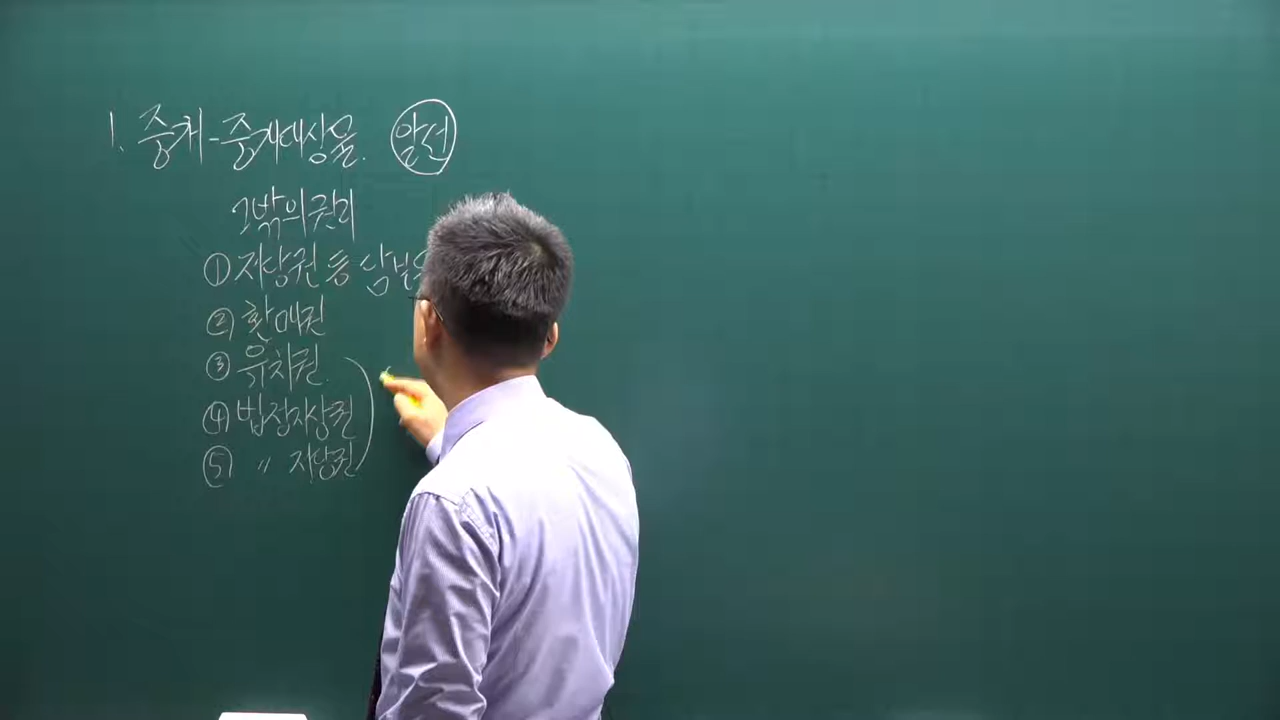 1. 중개-중개대상물. 알선
그밖의권리
① 저당권 등 담보
② 환매권
③ 유치권.
④ 법정지상권
⑤ 〃 저당권